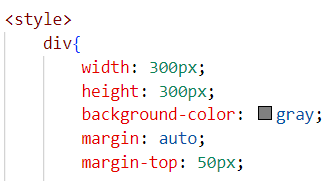 <style>
div{
width: 300px;
height: 300px;
background-color: gray;
margin: auto;
margin-top: 50px;